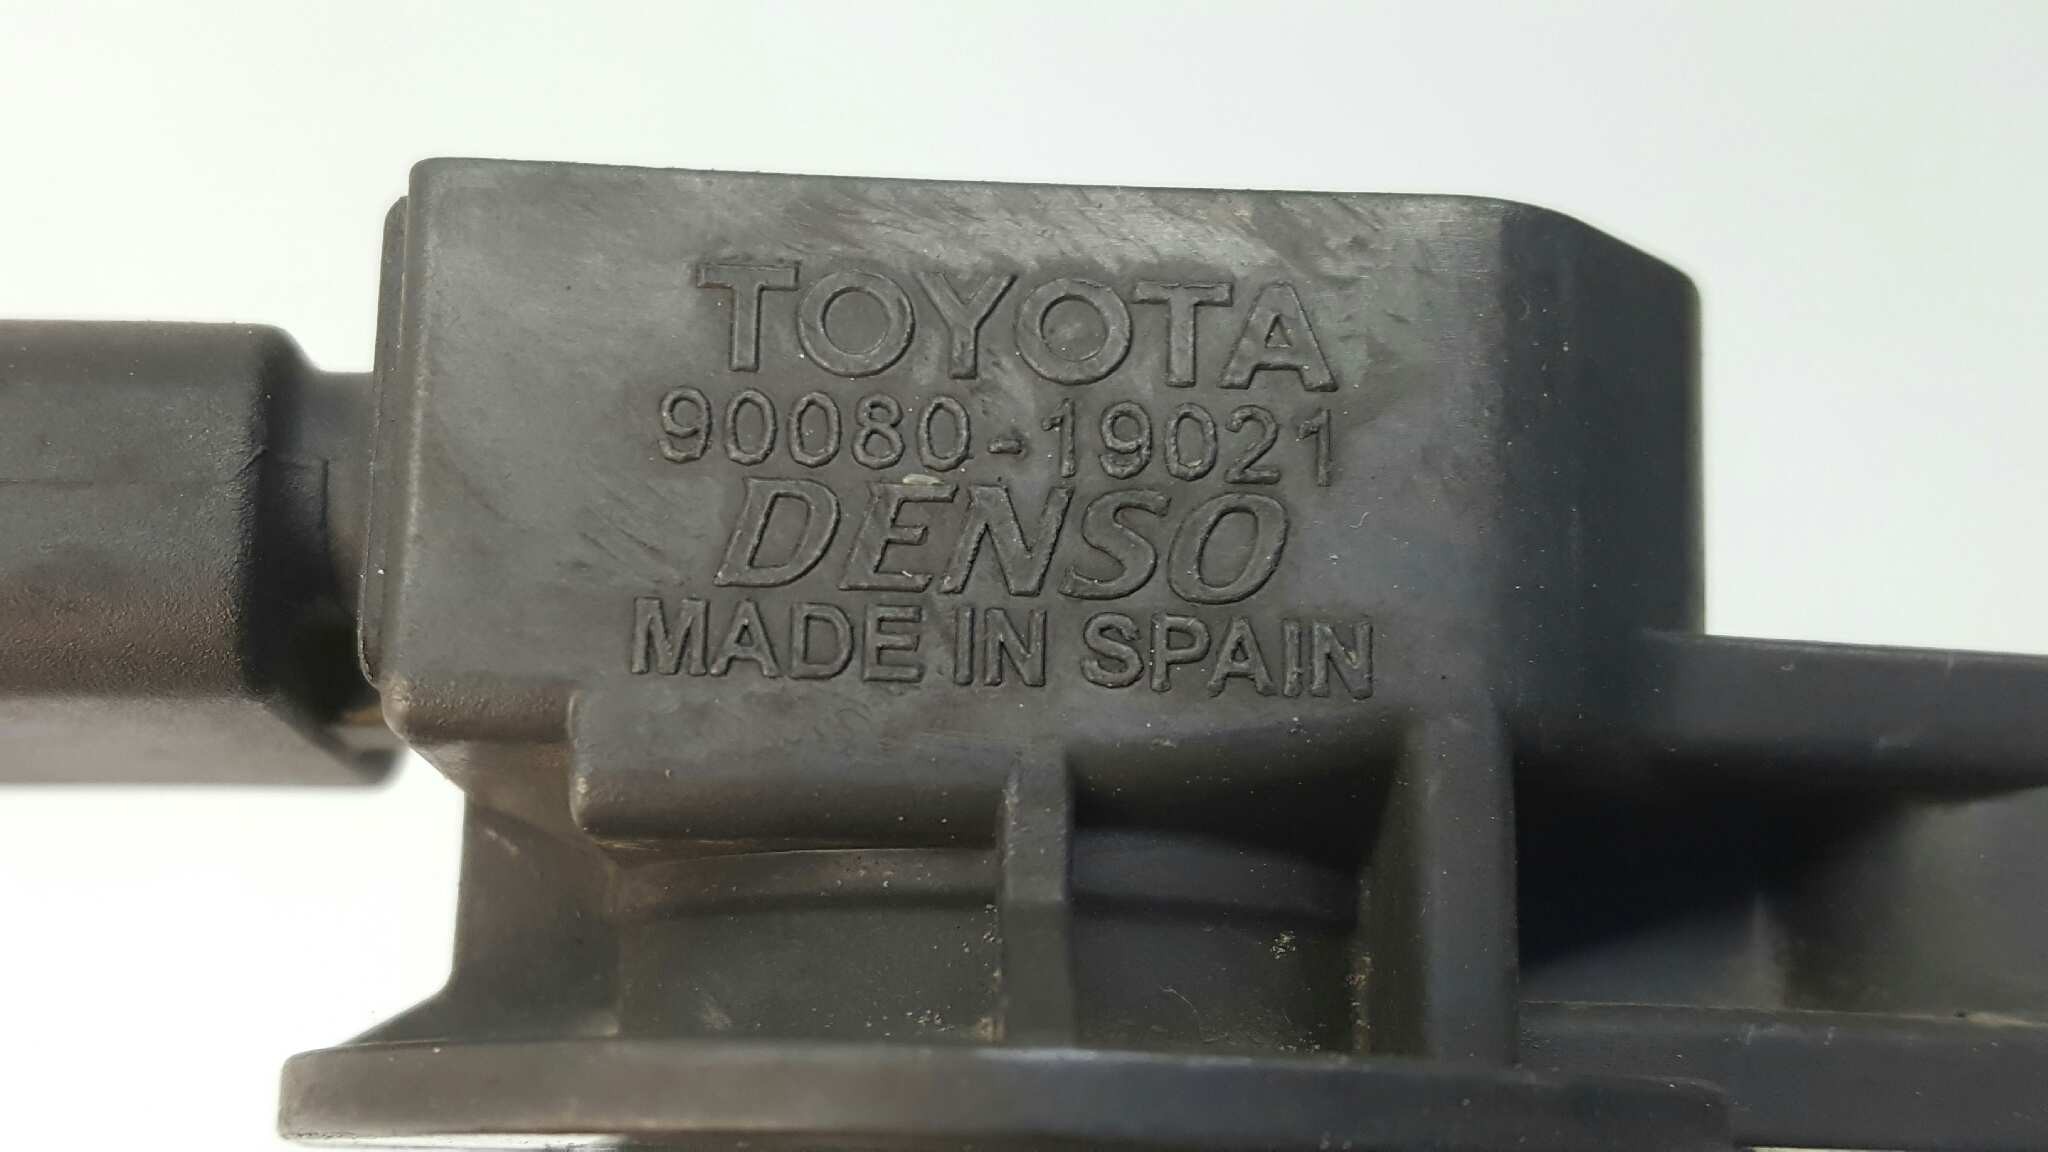 TOYOTA
90080-19021
DENSO
MADE IN SPAIN